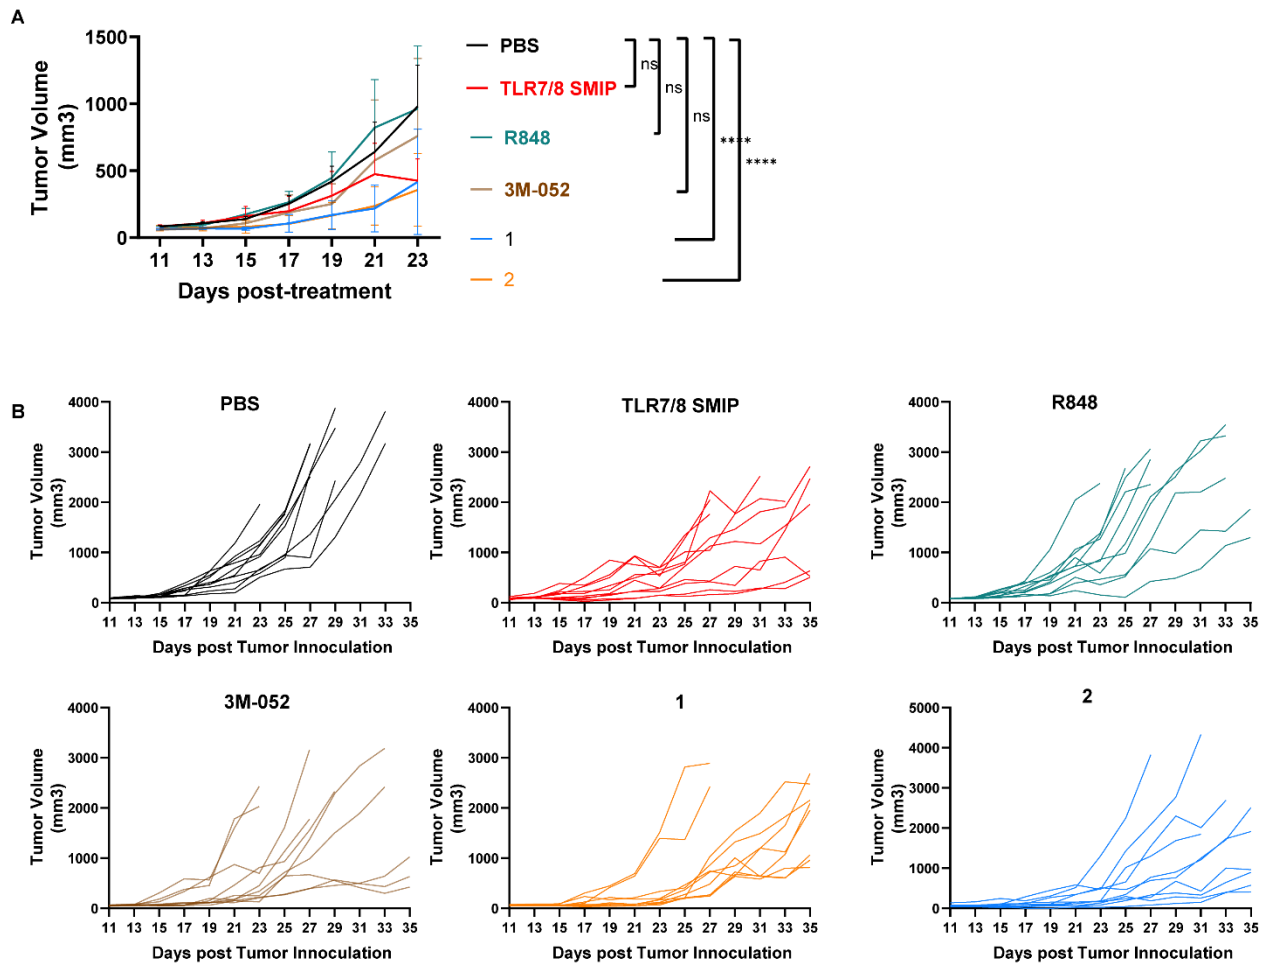 A
1500
1000
500
0
Tumor Volume
(mm3)
11 13 15 17 19 21 23
Days post-treatment
PBS
TLR7/8 SMIP
R848
3M-052
1
2
ns
ns
ns
****
****
B
PBS
4000
3000
2000
1000
0
Tumor Volume
(mm3)
11 13 15 17 19 21 23 25 27 29 31 33 35
Days post Tumor Innoculation
TLR7/8 SMIP
4000
3000
2000
1000
0
Tumor Volume
(mm3)
11 13 15 17 19 21 23 25 27 29 31 33 35
Days post Tumor Innoculation
R848
4000
3000
2000
1000
0
Tumor Volume
(mm3)
11 13 15 17 19 21 23 25 27 29 31 33 35
Days post Tumor Innoculation
3M-052
4000
3000
2000
1000
0
Tumor Volume
(mm3)
11 13 15 17 19 21 23 25 27 29 31 33 35
Days post Tumor Innoculation
1
4000
3000
2000
1000
0
Tumor Volume
(mm3)
11 13 15 17 19 21 23 25 27 29 31 33 35
Days post Tumor Innoculation
2
5000
4000
3000
2000
1000
0
Tumor Volume
(mm3)
11 13 15 17 19 21 23 25 27 29 31 33 35
Days post Tumor Innoculation